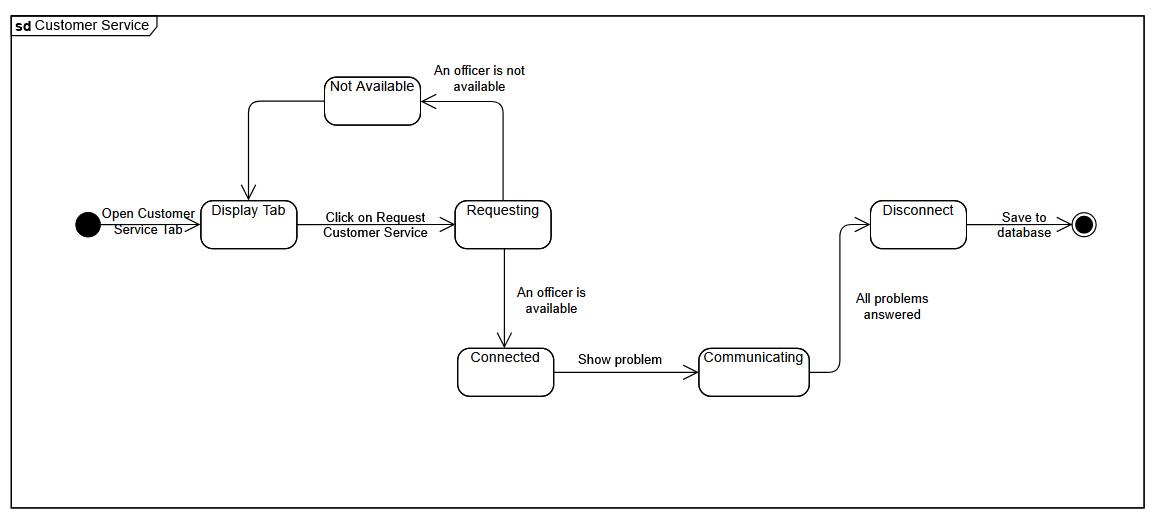 sd Customer Service
An officer is not
available
Not Available
Open Customer
Service Tab
Display Tab
Click on Request
Customer Service
Requesting
Disconnect
Save to
database
An officer is
available
All problems
answered
Connected
Show problem
Communicating